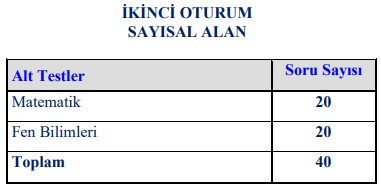 İKİNCİ OTURUM
SAYISAL ALAN
Alt Testler Soru Sayısı
Matematik 20
Fen Bilimleri 20
Toplam 40